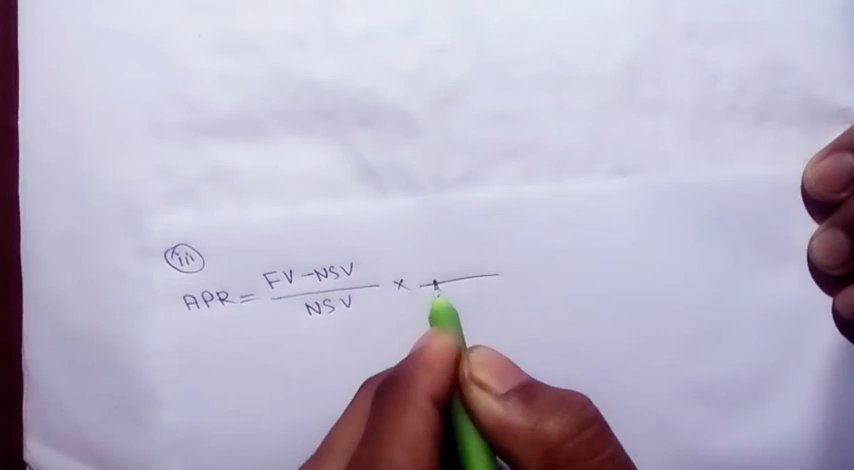 iii
APR = FV - NSV / NSV ×